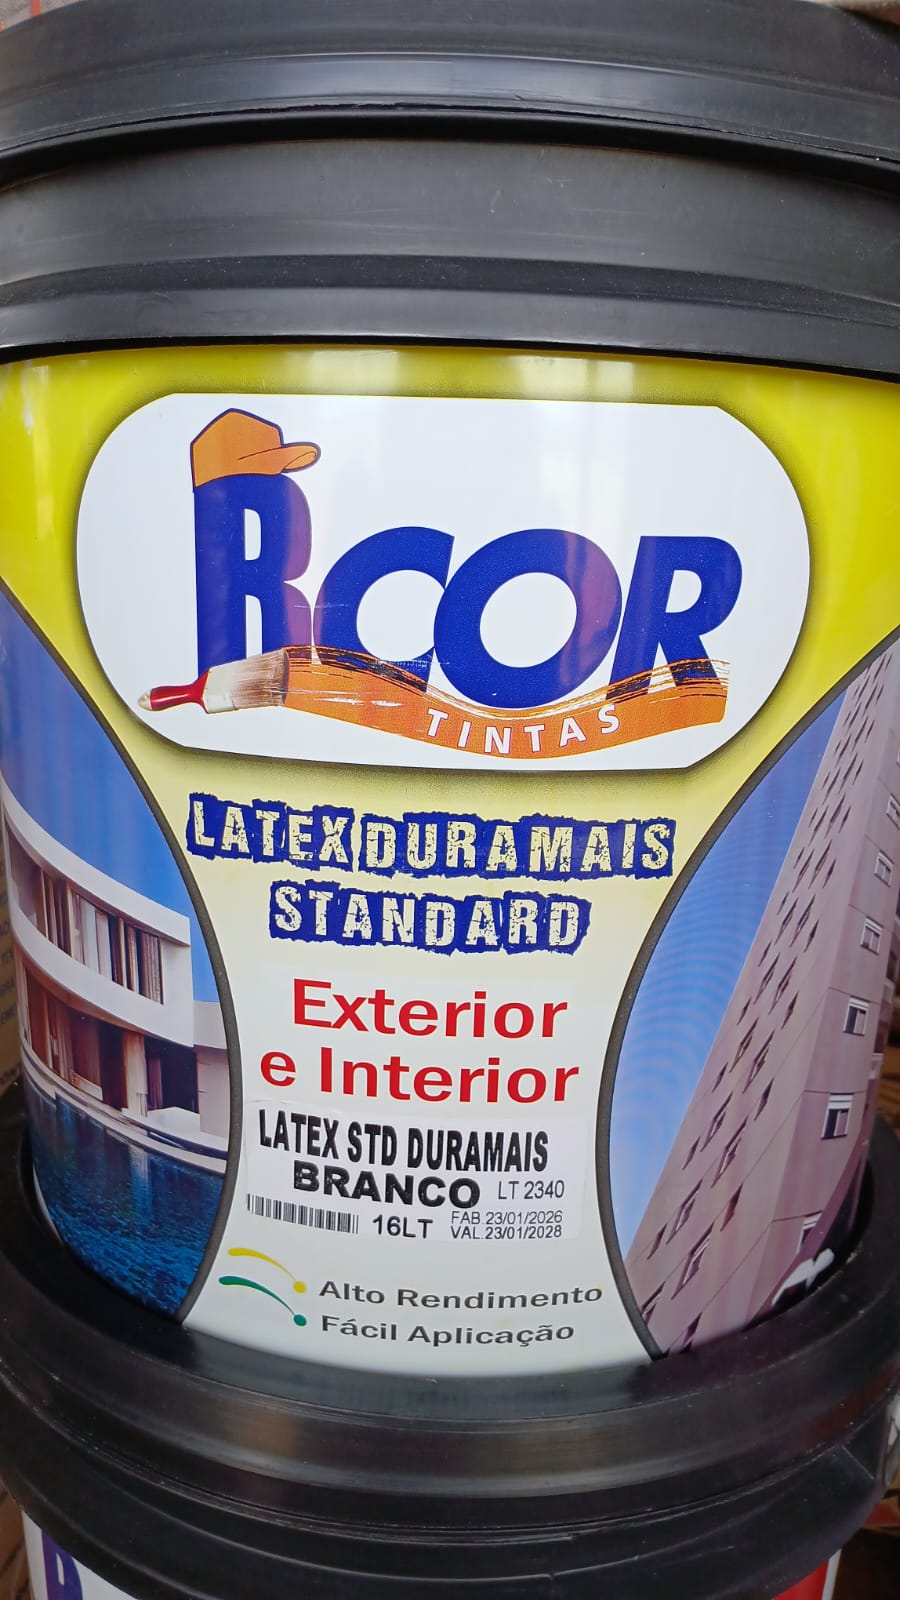 RCOR
TINTAS
LATEX DURAMAIS
STANDARD
Exterior
e Interior
LATEX STD DURAMAIS
BRANCO LT 2340
16LT FAB.23/01/2026
VAL.23/01/2028
Alto Rendimento
Fácil Aplicação